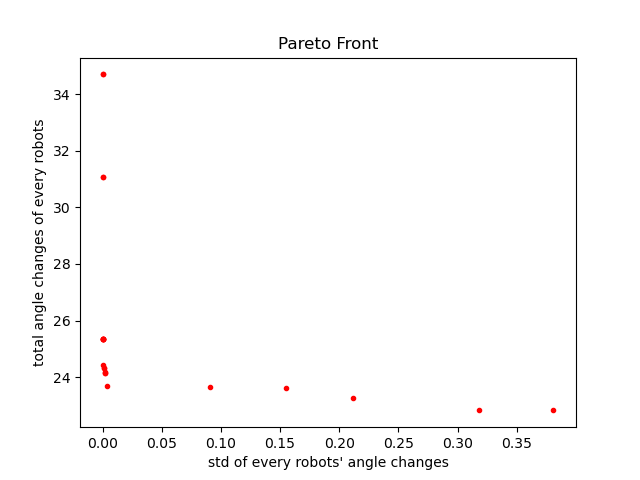 Pareto Front
total angle changes of every robots
34
32
30
28
26
24
0.00 0.05 0.10 0.15 0.20 0.25 0.30 0.35
std of every robots' angle changes